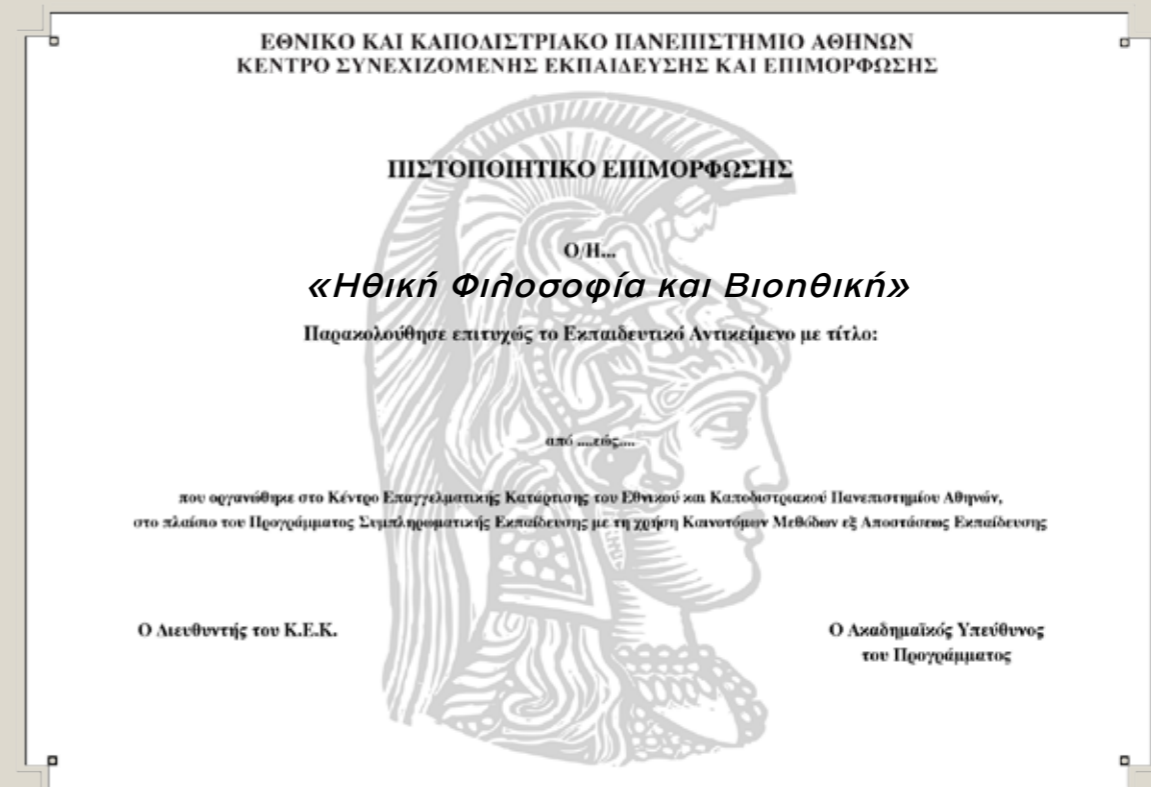 ΕΘΝΙΚΟ ΚΑΙ ΚΑΠΟΔΙΣΤΡΙΑΚΟ ΠΑΝΕΠΙΣΤΗΜΙΟ ΑΘΗΝΩΝ
ΚΕΝΤΡΟ ΣΥΝΕΧΙΖΟΜΕΝΗΣ ΕΚΠΑΙΔΕΥΣΗΣ ΚΑΙ ΕΠΙΜΟΡΦΩΣΗΣ
ΠΙΣΤΟΠΟΙΗΤΙΚΟ ΕΠΙΜΟΡΦΩΣΗΣ
Ο/Η...
«Ηθική Φιλοσοφία και Βιοηθική»
Παρακολούθησε επιτυχώς το Εκπαιδευτικό Αντικείμενο με τίτλο:
από ....εώς....
που οργανώθηκε στο Κέντρο Επαγγελματικής Κατάρτισης του Εθνικού και Καποδιστριακού Πανεπιστημίου Αθηνών,
στο πλαίσιο του Προγράμματος Συμπληρωματικής Εκπαίδευσης με τη χρήση Καινοτόμων Μεθόδων εξ Αποστάσεως Εκπαίδευσης
Ο Διευθυντής του Κ.Ε.Κ.
Ο Ακαδημαϊκός Υπεύθυνος
του Προγράμματος